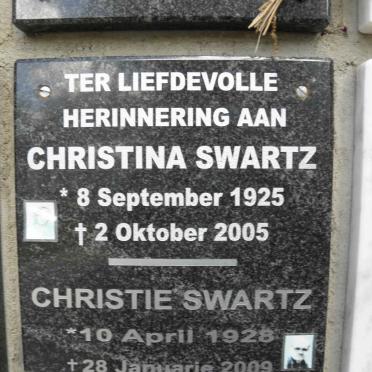 TER LIEFDEVOLLE
HERINNERING AAN
CHRISTINA SWARTZ
* 8 September 1925
† 2 Oktober 2005
CHRISTIE SWARTZ
*10 April 1928
†28 Januarie 2009